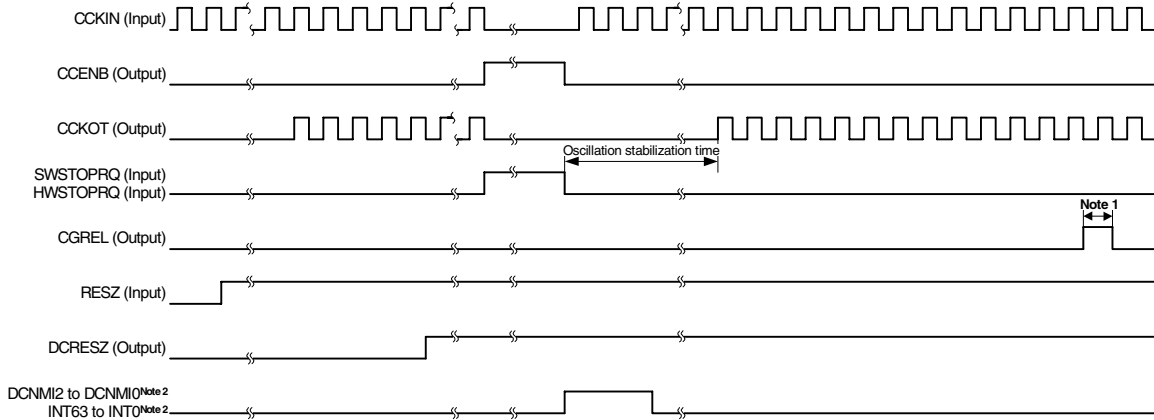 CCKIN (Input)
CCENB (Output)
CCKOT (Output)
Oscillation stabilization time
SWSTOPRQ (Input)
HWSTOPRQ (Input)
Note 1
CGREL (Output)
RESZ (Input)
DCRESZ (Output)
DCNMI2 to DCNMI0Note 2
INT63 to INT0Note 2